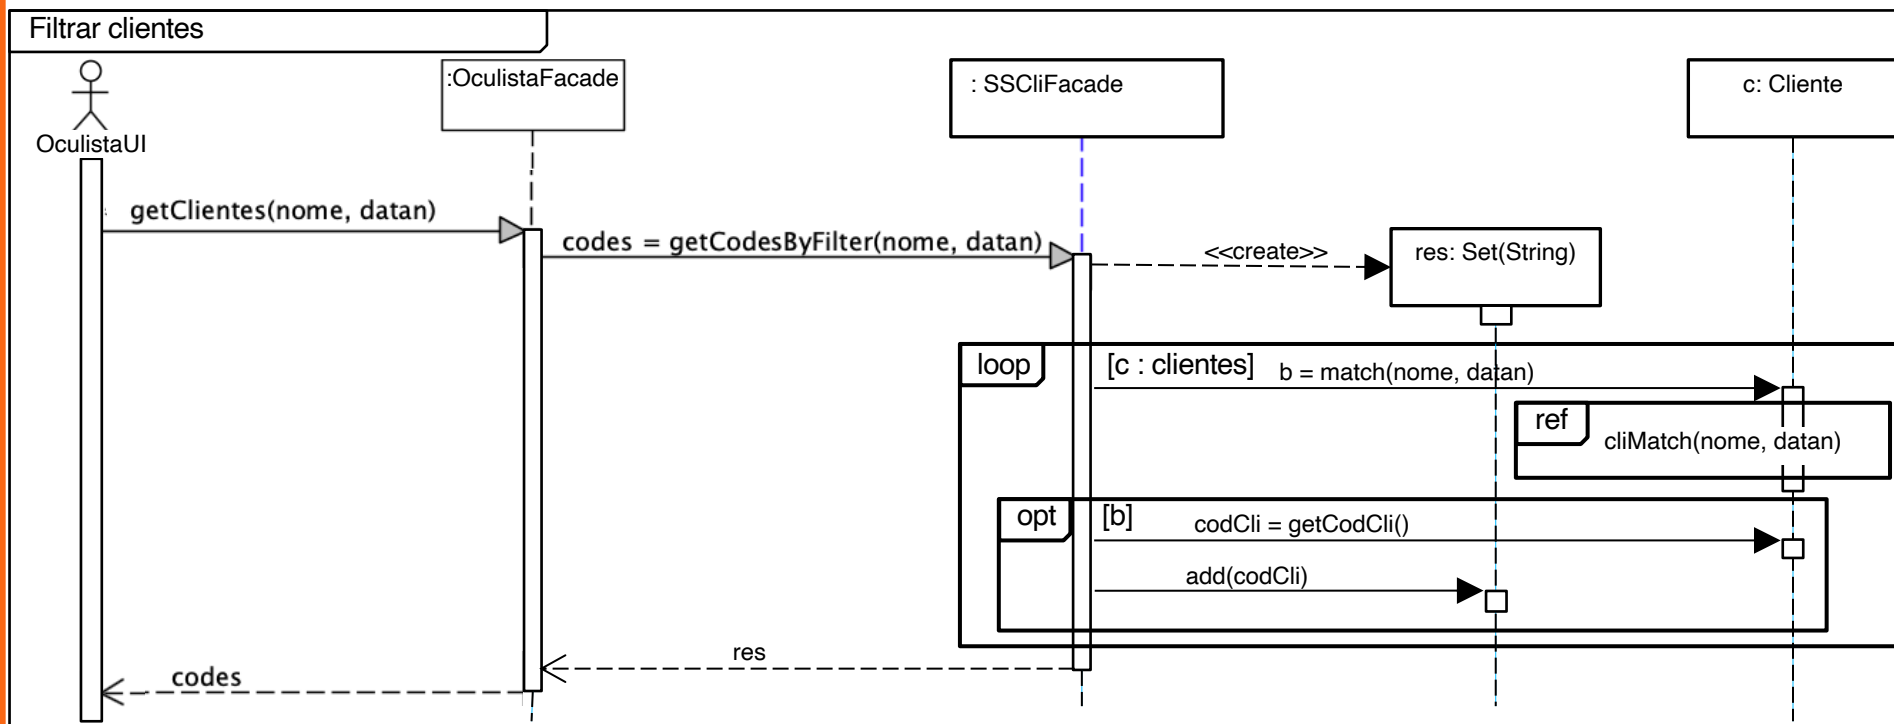 Filtrar clientes
OculistaUI
:OculistaFacade
: SSCliFacade
c: Cliente
getClientes(nome, datan)
codes = getCodesByFilter(nome, datan)
<<create>>
res: Set(String)
loop
[c : clientes]
b = match(nome, datan)
ref
cliMatch(nome, datan)
opt
[b]
codCli = getCodCli()
add(codCli)
res
codes